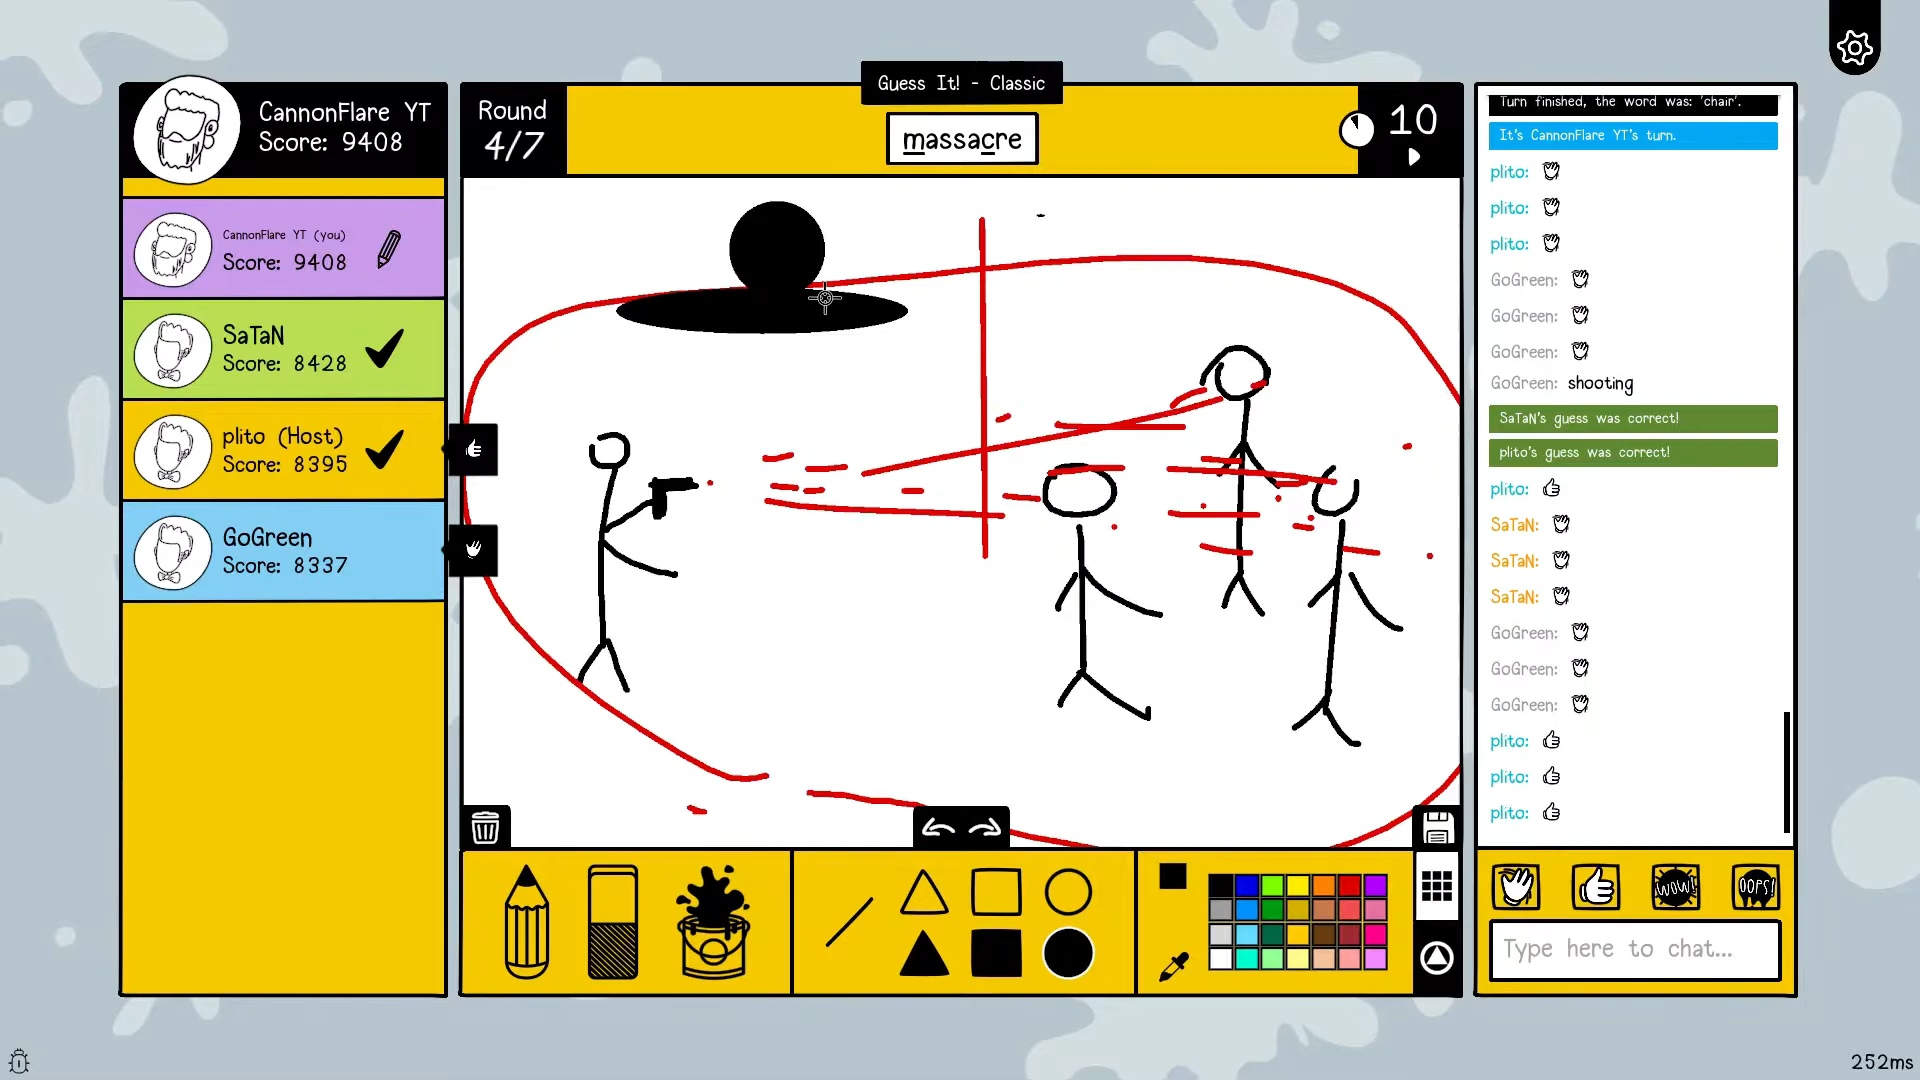 Guess It! - Classic
CannonFlare YT
Score: 9408
Round
4/7
massacre
10
CannonFlare YT (you)
Score: 9408
SaTaN
Score: 8428
plito (Host)
Score: 8395
GoGreen
Score: 8337
Turn finished, the word was: 'chair'.
It's CannonFlare YT's turn.
plito:
plito:
plito:
GoGreen:
GoGreen:
GoGreen:
GoGreen: shooting
SaTaN's guess was correct!
plito's guess was correct!
plito:
SaTaN:
SaTaN:
SaTaN:
GoGreen:
GoGreen:
GoGreen:
plito:
plito:
plito:
WOW!
OOPS!
Type here to chat...
252ms